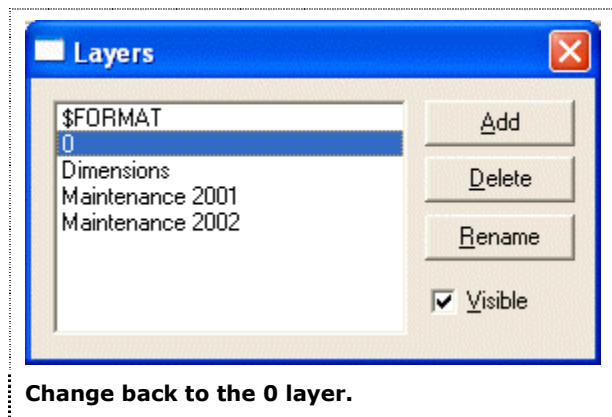 Layers
$FORMAT
0
Dimensions
Maintenance 2001
Maintenance 2002
Add
Delete
Rename
Visible
Change back to the 0 layer.